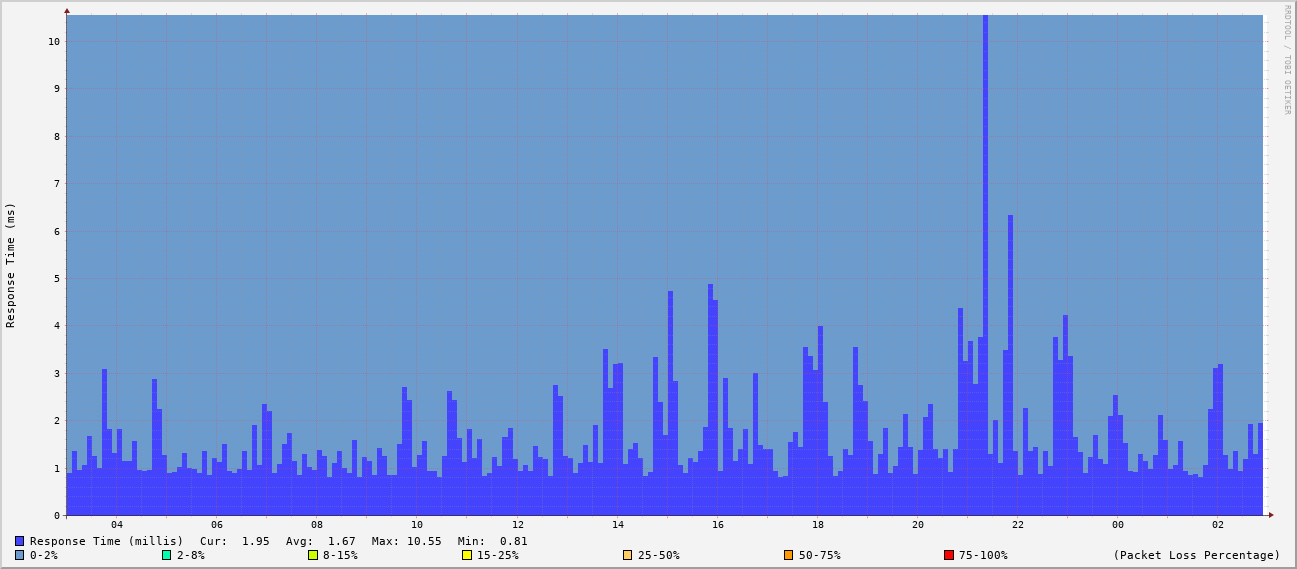 RRDTOOL / TOBI OETIKER
Response Time (ms)
10
9
8
7
6
5
4
3
2
1
0
04 06 08 10 12 14 16 18 20 22 00 02
Response Time (millis) Cur: 1.95 Avg: 1.67 Max: 10.55 Min: 0.81
0-2% 2-8% 8-15% 15-25% 25-50% 50-75% 75-100% (Packet Loss Percentage)